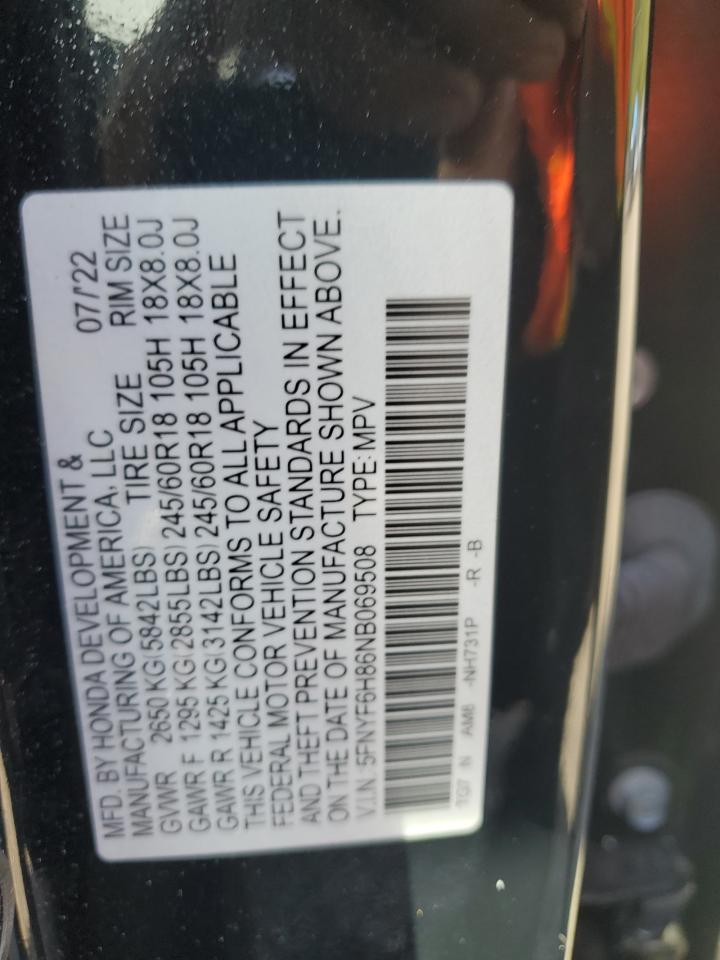 MFD. BY HONDA DEVELOPMENT & 07/22
MANUFACTURING OF AMERICA, LLC
TIRE SIZE RIM SIZE
GVWR 2650 KG(5842LBS)
GAWR F 1295 KG(2855LBS) 245/60R18 105H 18X8.0J
GAWR R 1425 KG(3142LBS) 245/60R18 105H 18X8.0J
THIS VEHICLE CONFORMS TO ALL APPLICABLE
FEDERAL MOTOR VEHICLE SAFETY
AND THEFT PREVENTION STANDARDS IN EFFECT
ON THE DATE OF MANUFACTURE SHOWN ABOVE.
V.I.N.:5FNYF6H86NB069508 TYPE:MPV
TG7 IN AM6 -NH731P -R -B